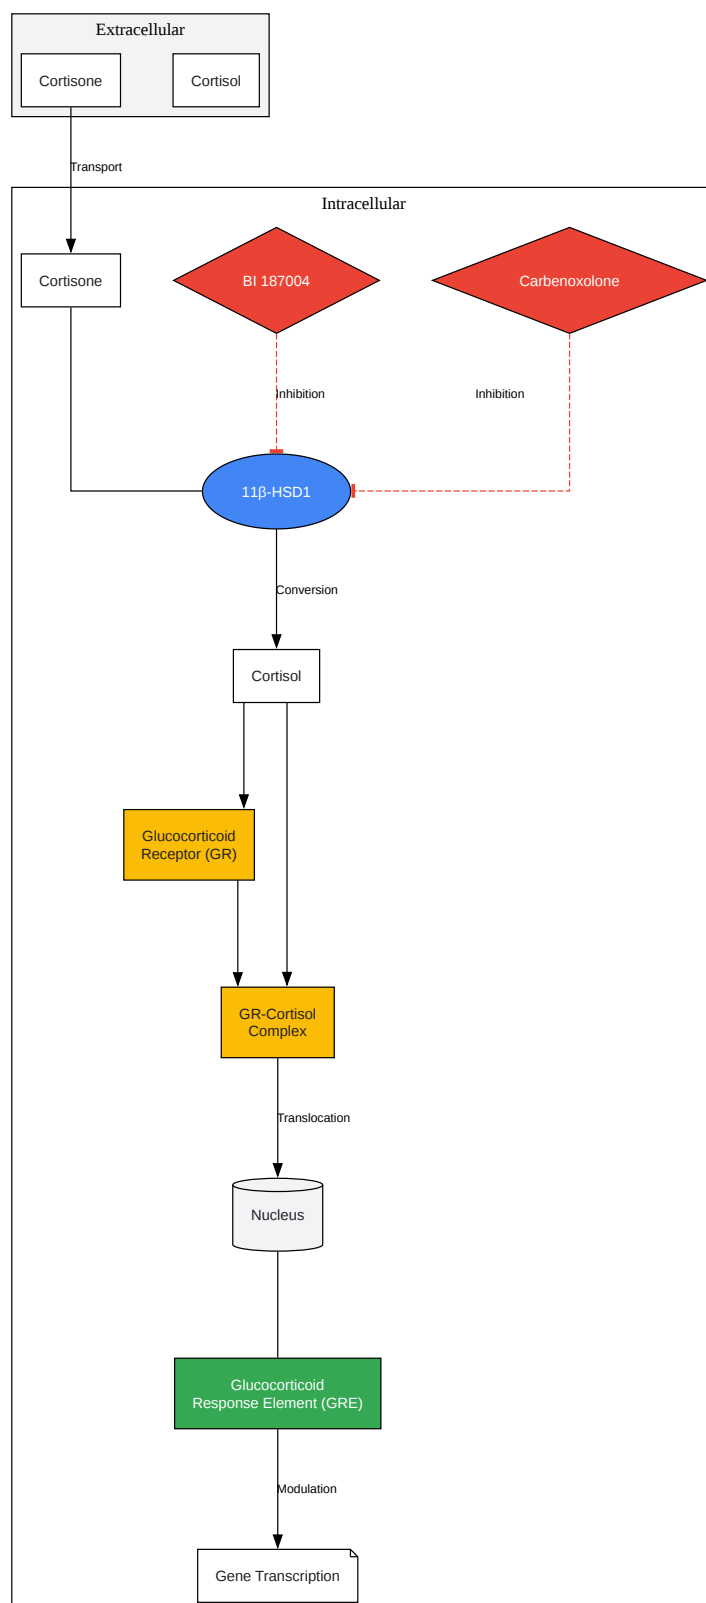 Extracellular
Cortisone
Cortisol
Transport
Intracellular
Cortisone
BI 187004
Carbenoxolone
Inhibition
Inhibition
11β-HSD1
Conversion
Cortisol
Glucocorticoid
Receptor (GR)
GR-Cortisol
Complex
Translocation
Nucleus
Glucocorticoid
Response Element (GRE)
Modulation
Gene Transcription